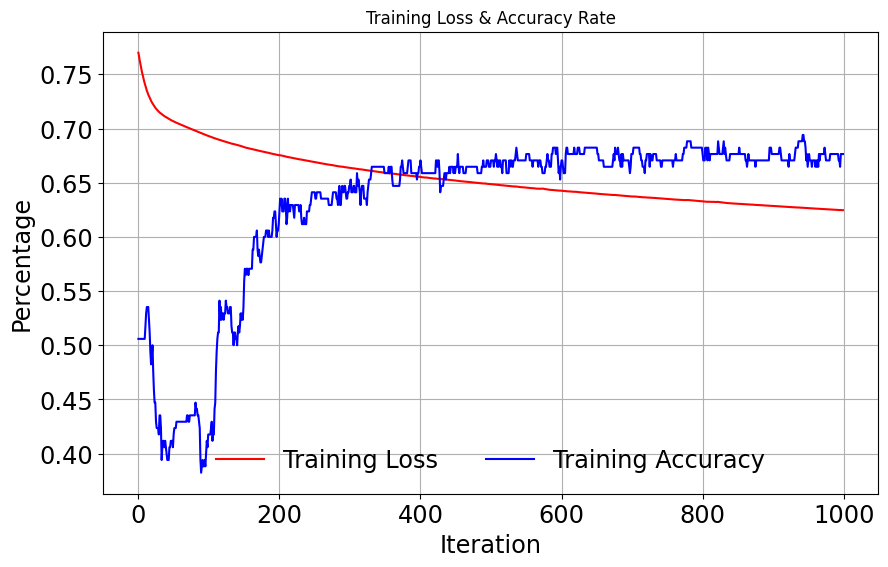 Training Loss & Accuracy Rate
0.75
0.70
0.65
0.60
0.55
0.50
0.45
0.40
Percentage
Training Loss
Training Accuracy
0 200 400 600 800 1000
Iteration